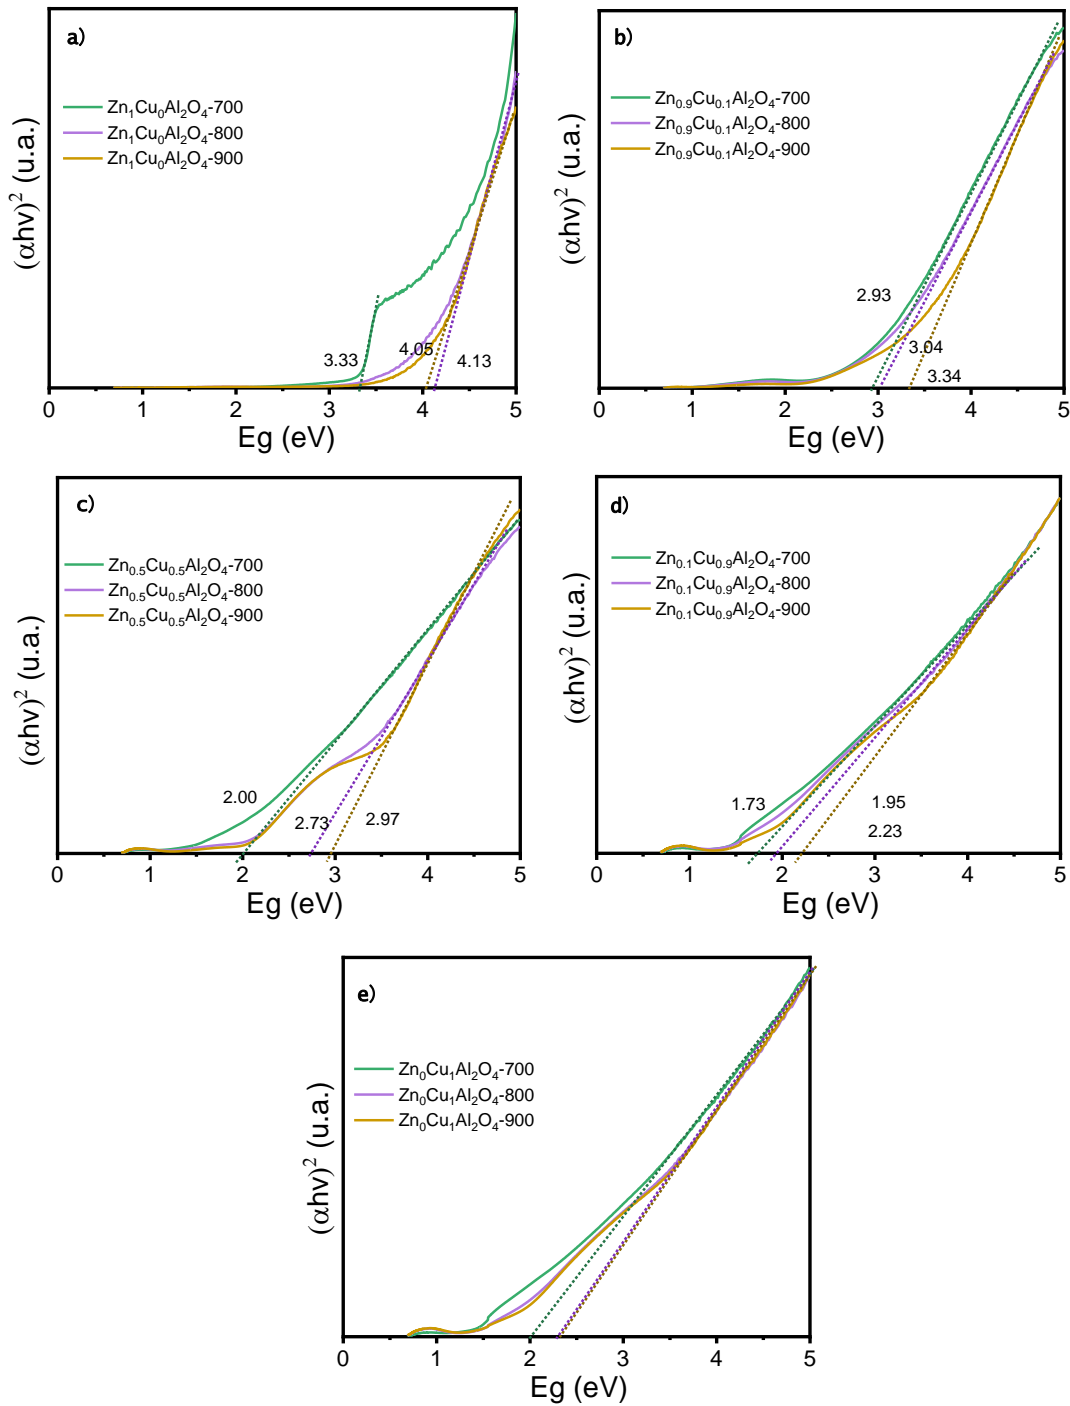 a)
Zn₁Cu₀Al₂O₄-700
Zn₁Cu₀Al₂O₄-800
Zn₁Cu₀Al₂O₄-900
(αhv)² (u.a.)
3.33
4.05
4.13
0 1 2 3 4 5
Eg (eV)
b)
Zn₀.₉Cu₀.₁Al₂O₄-700
Zn₀.₉Cu₀.₁Al₂O₄-800
Zn₀.₉Cu₀.₁Al₂O₄-900
(αhv)² (u.a.)
2.93
3.04
3.34
0 1 2 3 4 5
Eg (eV)
c)
Zn₀.₅Cu₀.₅Al₂O₄-700
Zn₀.₅Cu₀.₅Al₂O₄-800
Zn₀.₅Cu₀.₅Al₂O₄-900
(αhv)² (u.a.)
2.00
2.73
2.97
0 1 2 3 4 5
Eg (eV)
d)
Zn₀.₁Cu₀.₉Al₂O₄-700
Zn₀.₁Cu₀.₉Al₂O₄-800
Zn₀.₁Cu₀.₉Al₂O₄-900
(αhv)² (u.a.)
1.73
1.95
2.23
0 1 2 3 4 5
Eg (eV)
e)
Zn₀Cu₁Al₂O₄-700
Zn₀Cu₁Al₂O₄-800
Zn₀Cu₁Al₂O₄-900
(αhv)² (u.a.)
0 1 2 3 4 5
Eg (eV)